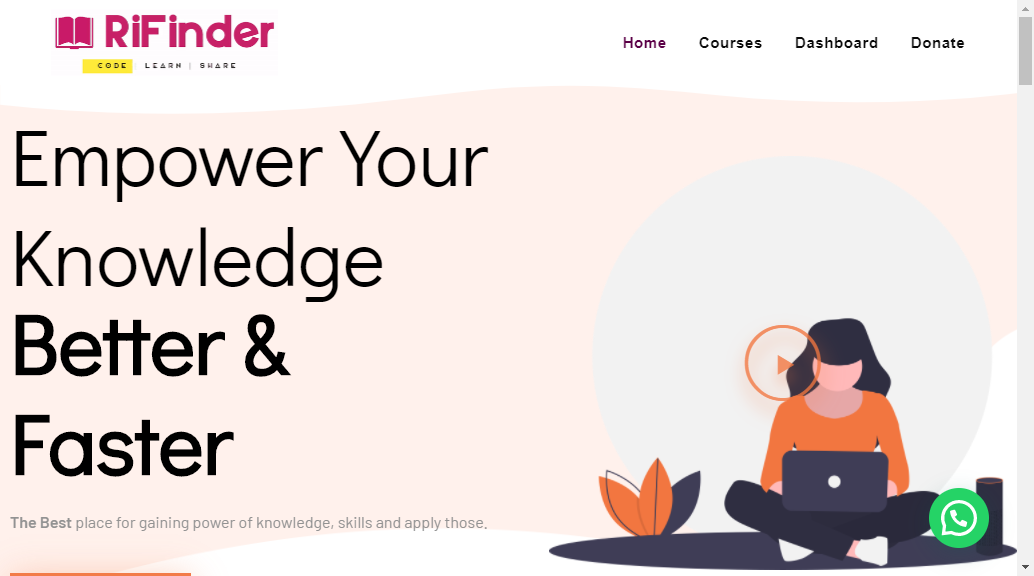 RiFinder
CODE LEARN | SHARE
Home Courses Dashboard Donate
Empower Your
Knowledge
Better &
Faster
The Best place for gaining power of knowledge, skills and apply those.